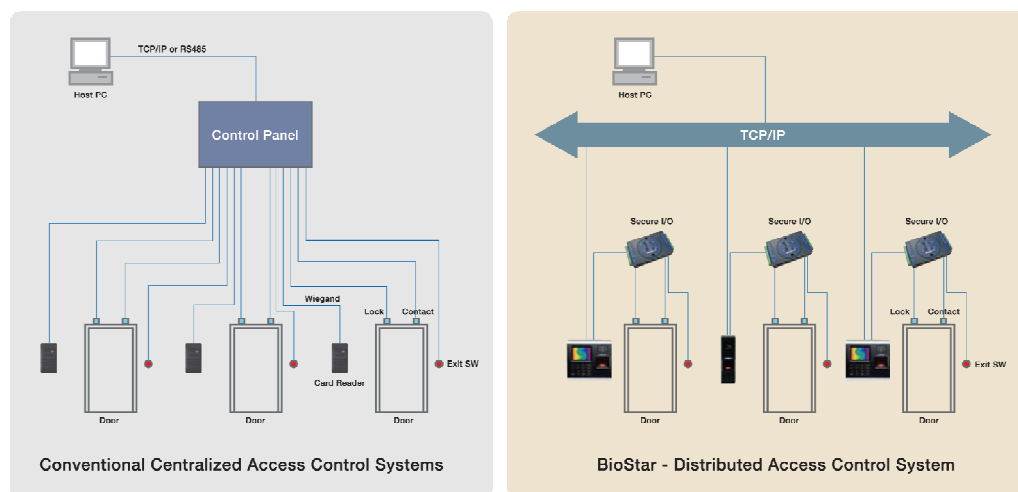 TCP/IP or RS485
Host PC
Control Panel
Wiegand
Lock
Contact
Exit SW
Card Reader
Door
Door
Door
Conventional Centralized Access Control Systems
Host PC
TCP/IP
Secure I/O
Secure I/O
Secure I/O
Lock
Contact
Exit SW
Door
Door
Door
BioStar - Distributed Access Control System